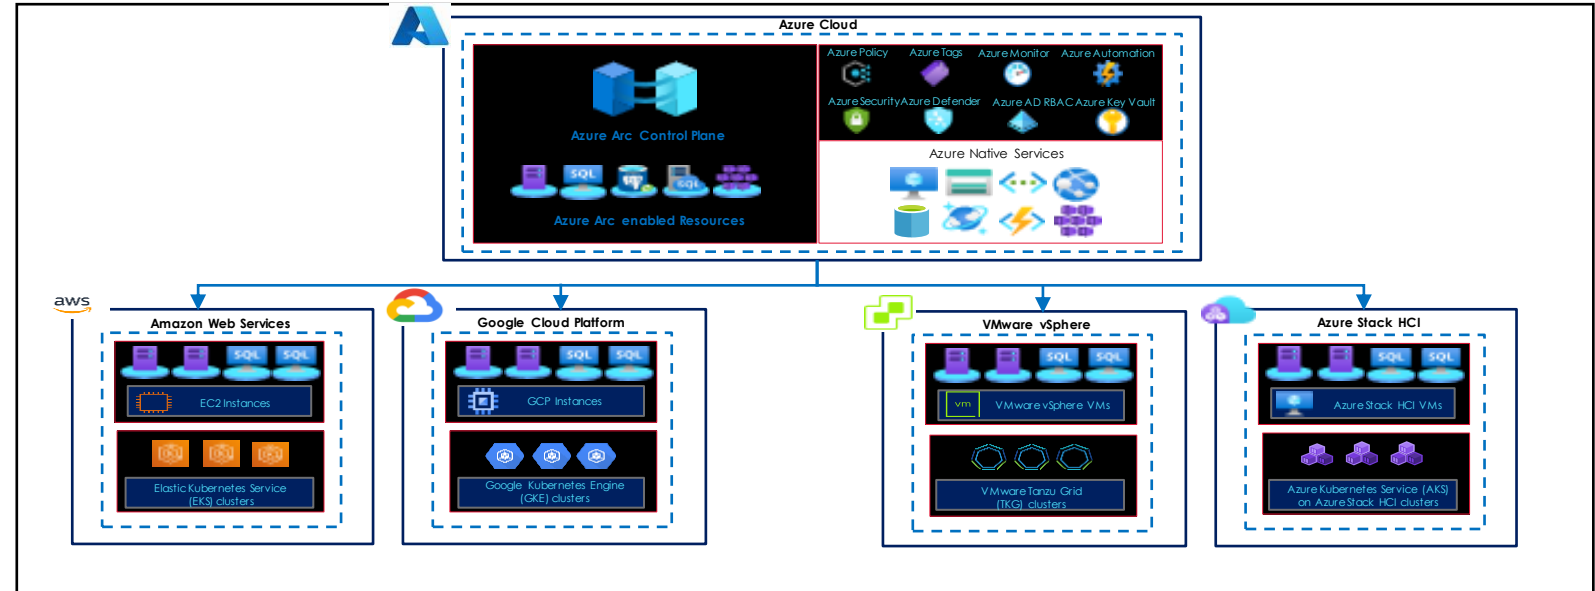 Azure Cloud
Azure Policy
Azure Tags
Azure Monitor
Azure Automation
Azure Security
Azure Defender
Azure AD RBAC
Azure Key Vault
Azure Arc Control Plane
SQL
SQL
Azure Arc enabled Resources
Azure Native Services
aws
Amazon Web Services
SQL
SQL
EC2 Instances
Elastic Kubernetes Service
(EKS) clusters
Google Cloud Platform
SQL
SQL
GCP Instances
Google Kubernetes Engine
(GKE) clusters
VMware vSphere
SQL
SQL
vm
VMware vSphere VMs
VMware Tanzu Grid
(TKG) clusters
Azure Stack HCI
SQL
SQL
Azure Stack HCI VMs
Azure Kubernetes Service (AKS)
on Azure Stack HCI clusters